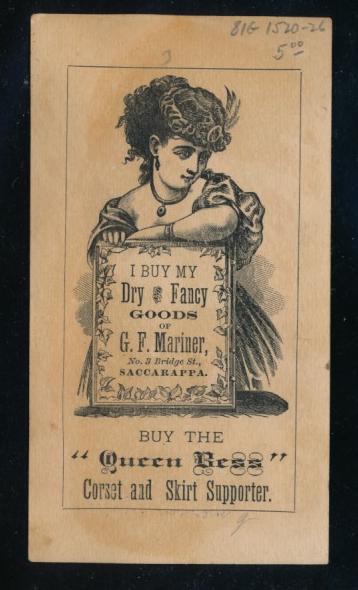 81G 1520-26
5.00
I BUY MY
Dry & Fancy
GOODS
OF
G. F. Mariner,
No. 3 Bridge St.,
SACCARAPPA.
BUY THE
“Queen Bess”
Corset and Skirt Supporter.